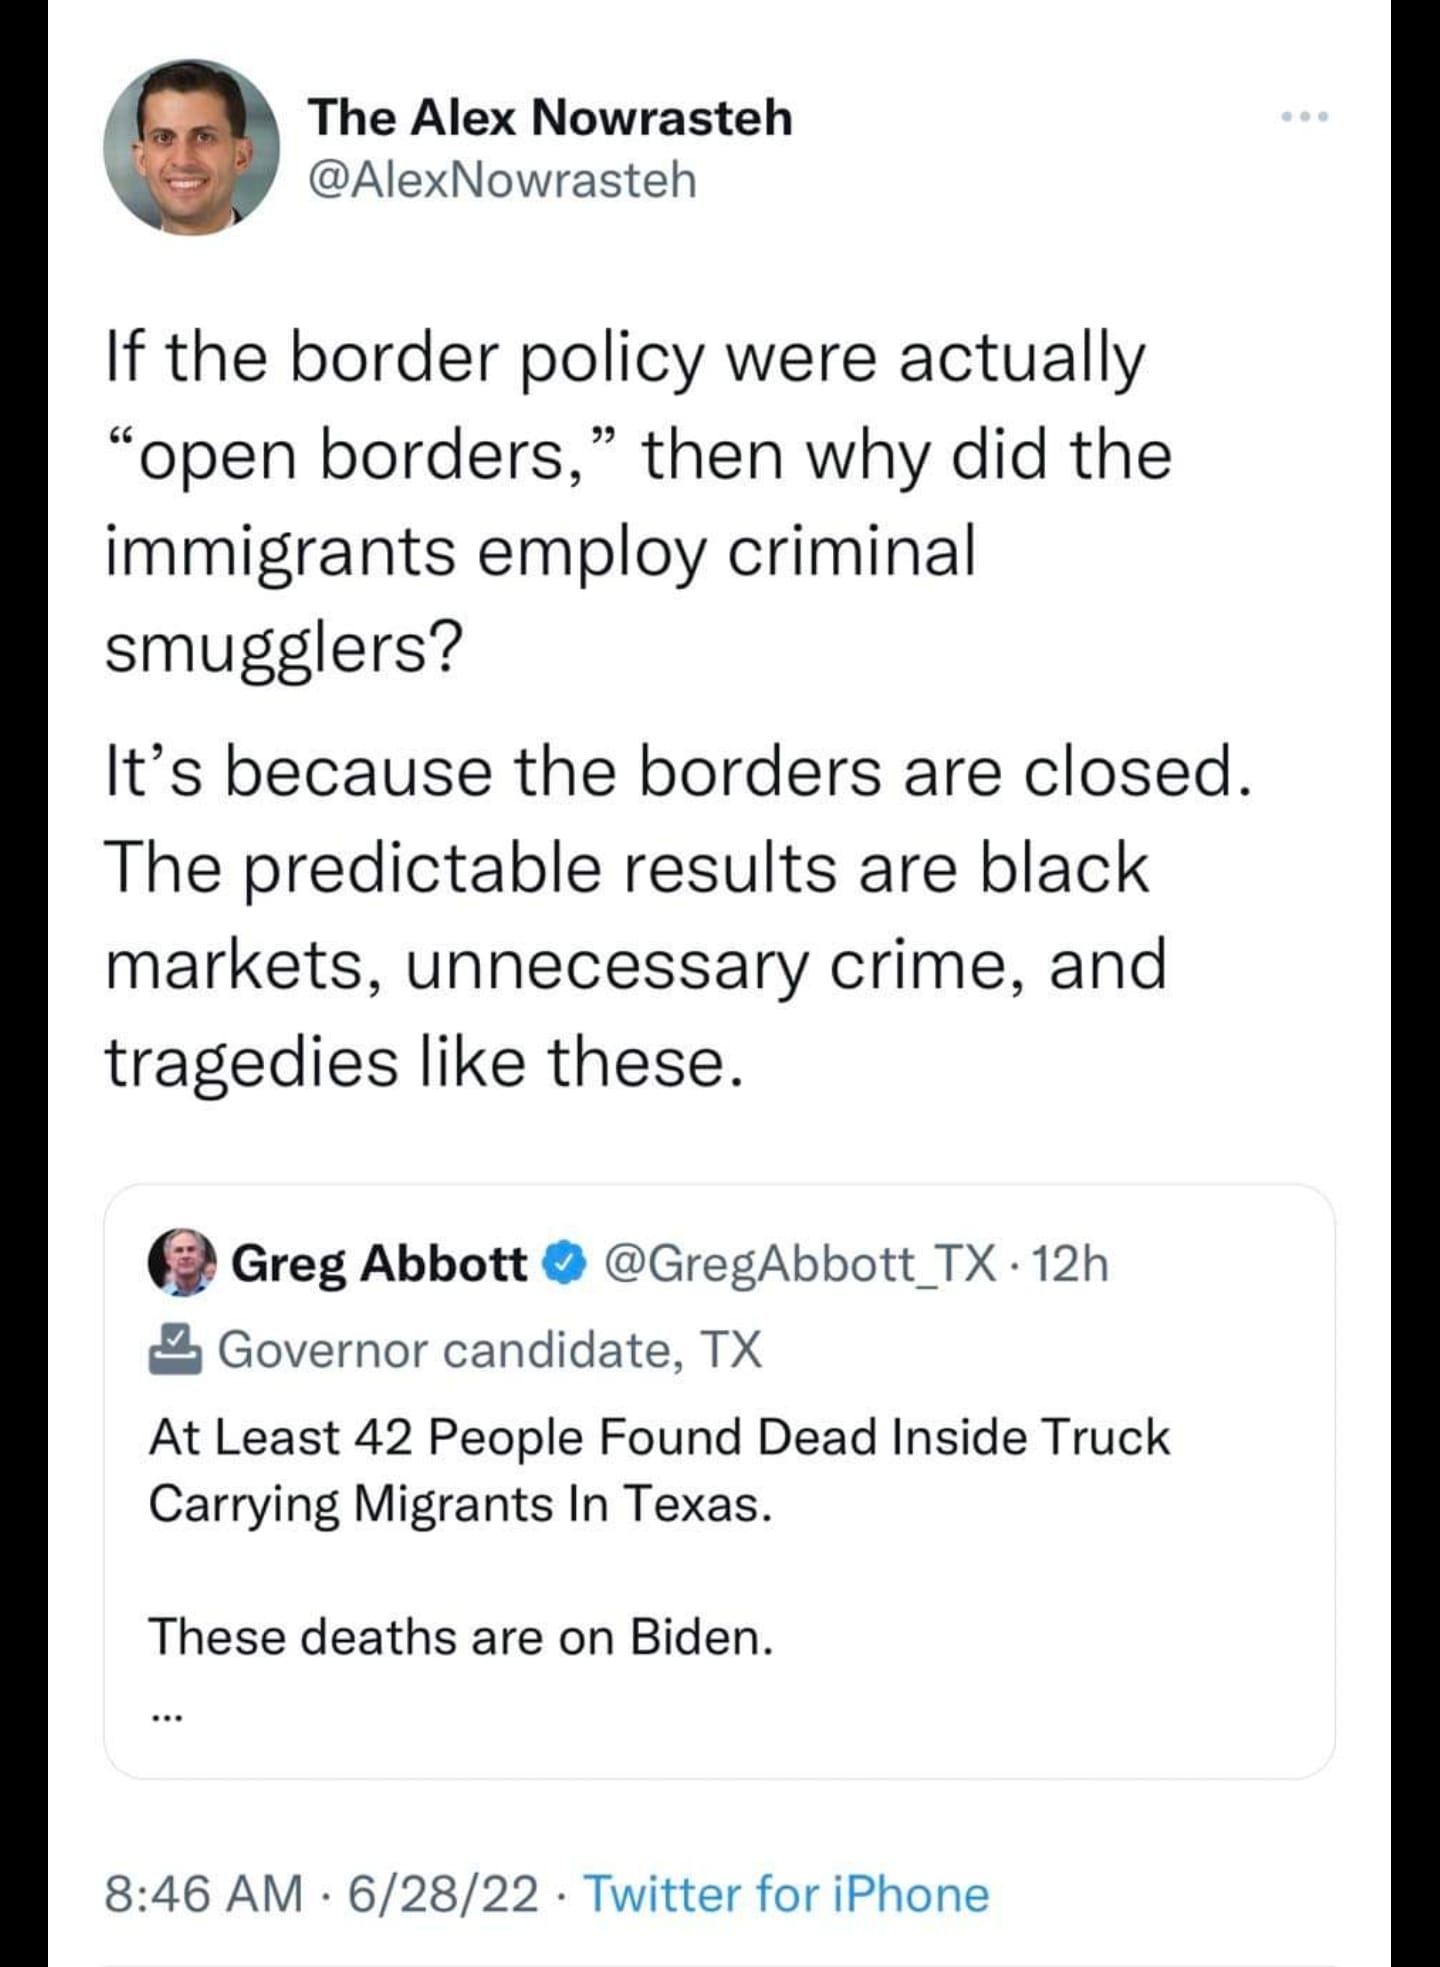 The Alex Nowrasteh
@AlexNowrasteh
If the border policy were actually
“open borders,” then why did the
immigrants employ criminal
smugglers?
It’s because the borders are closed.
The predictable results are black
markets, unnecessary crime, and
tragedies like these.
Greg Abbott @GregAbbott_TX · 12h
Governor candidate, TX
At Least 42 People Found Dead Inside Truck
Carrying Migrants In Texas.
These deaths are on Biden.
...
8:46 AM · 6/28/22 · Twitter for iPhone